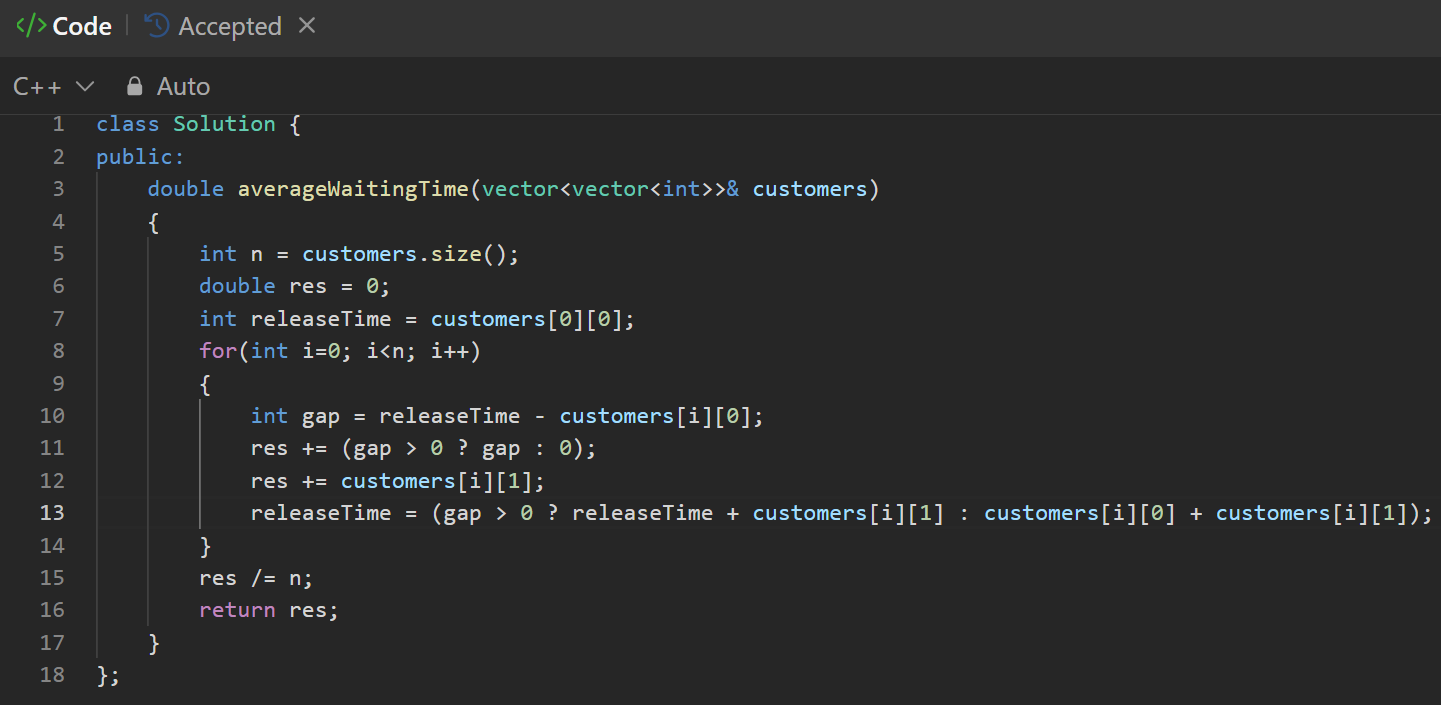 </> Code | Accepted ×
C++ Auto
1 class Solution {
2 public:
3     double averageWaitingTime(vector<vector<int>>& customers)
4     {
5         int n = customers.size();
6         double res = 0;
7         int releaseTime = customers[0][0];
8         for(int i=0; i<n; i++)
9         {
10             int gap = releaseTime - customers[i][0];
11             res += (gap > 0 ? gap : 0);
12             res += customers[i][1];
13             releaseTime = (gap > 0 ? releaseTime + customers[i][1] : customers[i][0] + customers[i][1]);
14         }
15         res /= n;
16         return res;
17     }
18 };